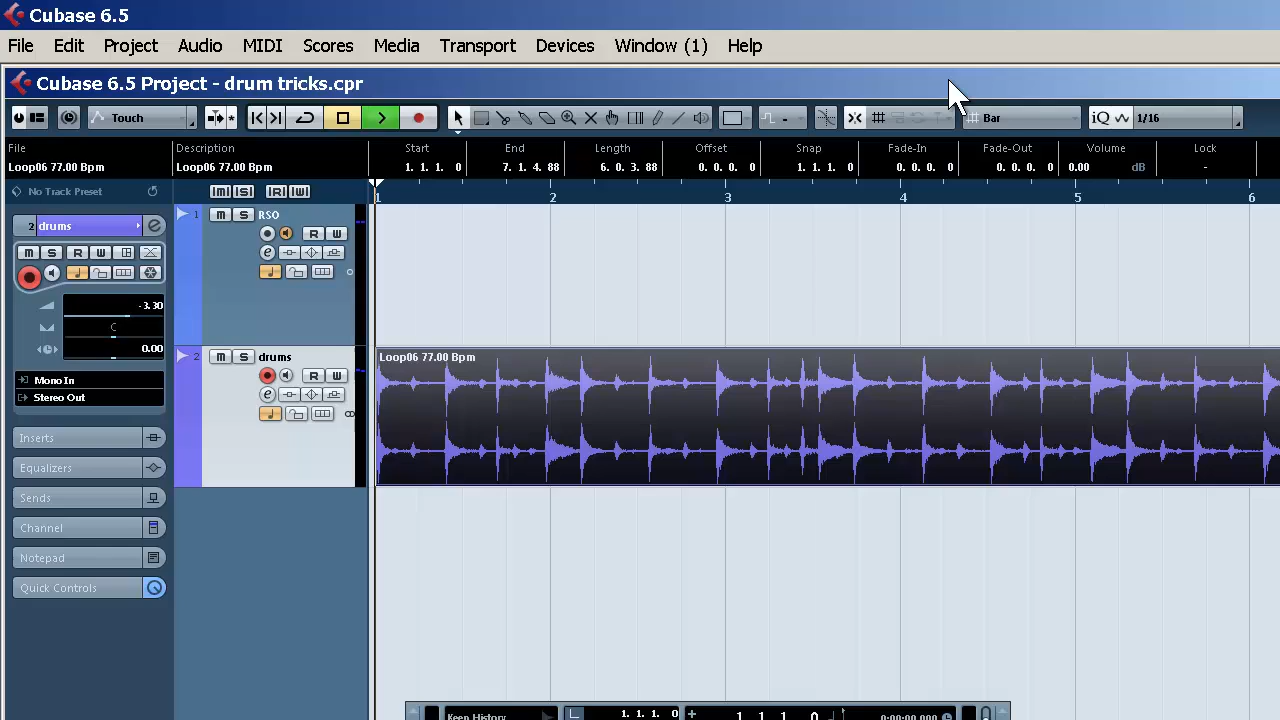 Cubase 6.5
File Edit Project Audio MIDI Scores Media Transport Devices Window (1) Help
Cubase 6.5 Project - drum tricks.cpr
Touch Bar iQ 1/16
File Description Start End Length Offset Snap Fade-In Fade-Out Volume Lock
Loop06 77.00 Bpm Loop06 77.00 Bpm 1. 1. 1. 0 7. 1. 4. 88 6. 0. 3. 88 0. 0. 0. 0 1. 1. 1. 0 0. 0. 0. 0 0. 0. 0. 0 0.00 dB -
No Track Preset M S R W
1 2 3 4 5 6
1 M S RSO
2 drums
R W
e
M S R W
2 M S drums
Loop06 77.00 Bpm
R W
e
-3.30
C
0.00
Mono In
Stereo Out
Inserts
Equalizers
Sends
Channel
Notepad
Quick Controls
Keep History 1. 1. 1. 0 1. 1. 1. 0 0:00:00.000